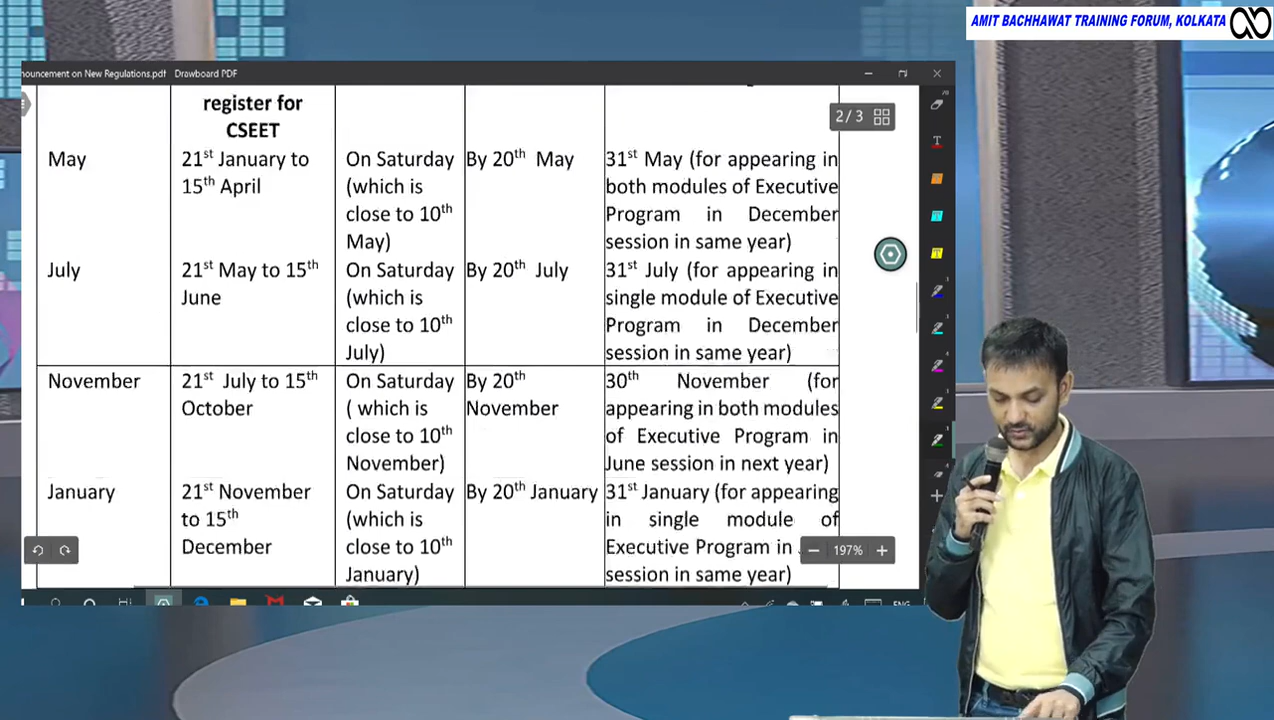 AMIT BACHHAWAT TRAINING FORUM, KOLKATA
nouncement on New Regulations.pdf Drawboard PDF
register for
CSEET
2 / 3
May
21st January to
15th April
On Saturday
(which is
close to 10th
May)
By 20th May
31st May (for appearing in
both modules of Executive
Program in December
session in same year)
July
21st May to 15th
June
On Saturday
(which is
close to 10th
July)
By 20th July
31st July (for appearing in
single module of Executive
Program in December
session in same year)
November
21st July to 15th
October
On Saturday
( which is
close to 10th
November)
By 20th
November
30th November (for
appearing in both modules
of Executive Program in
June session in next year)
January
21st November
to 15th
December
On Saturday
(which is
close to 10th
January)
By 20th January
31st January (for appearing
in single module of
Executive Program in
session in same year)
197%
ENG